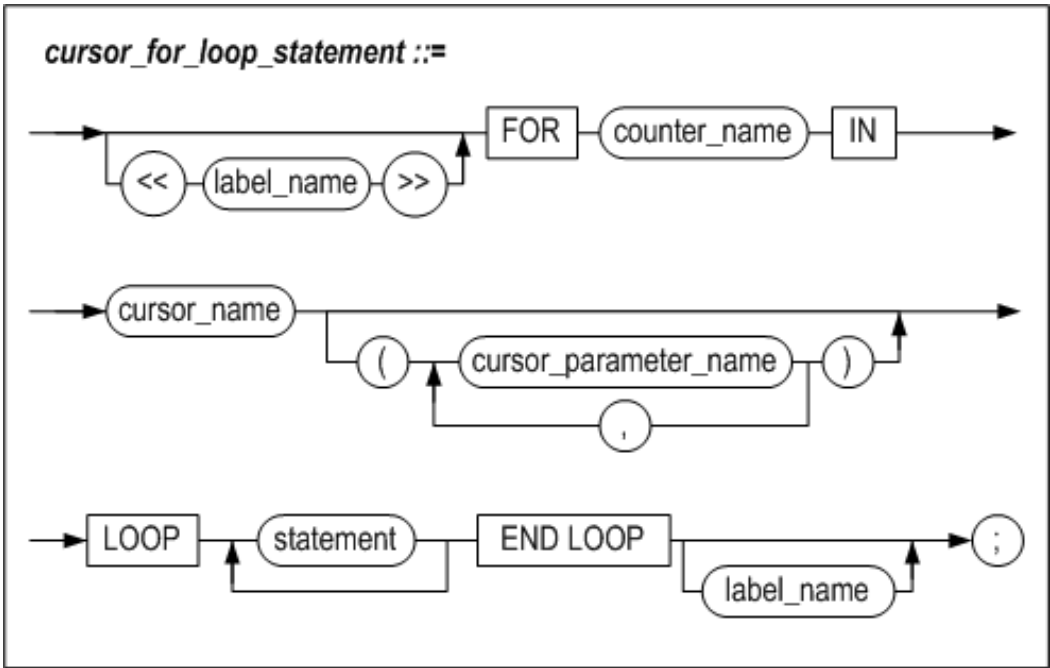 cursor_for_loop_statement ::=
FOR counter_name IN
<< label_name >>
cursor_name
( cursor_parameter_name )
,
LOOP statement END LOOP ;
label_name